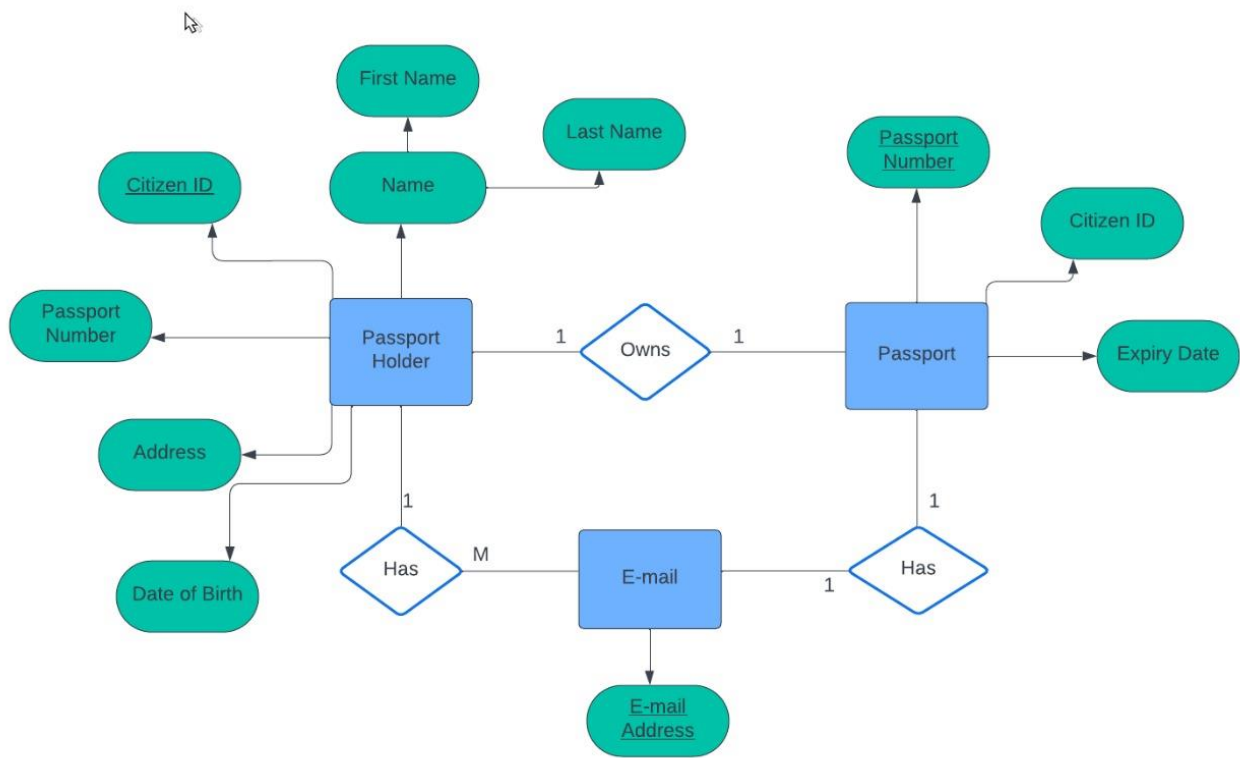 First Name
Last Name
Passport
Number
Citizen ID
Name
Citizen ID
Passport
Number
Passport
Holder
1
Owns
1
Passport
Expiry Date
Address
1
1
Date of Birth
Has
M
E-mail
1
Has
E-mail
Address